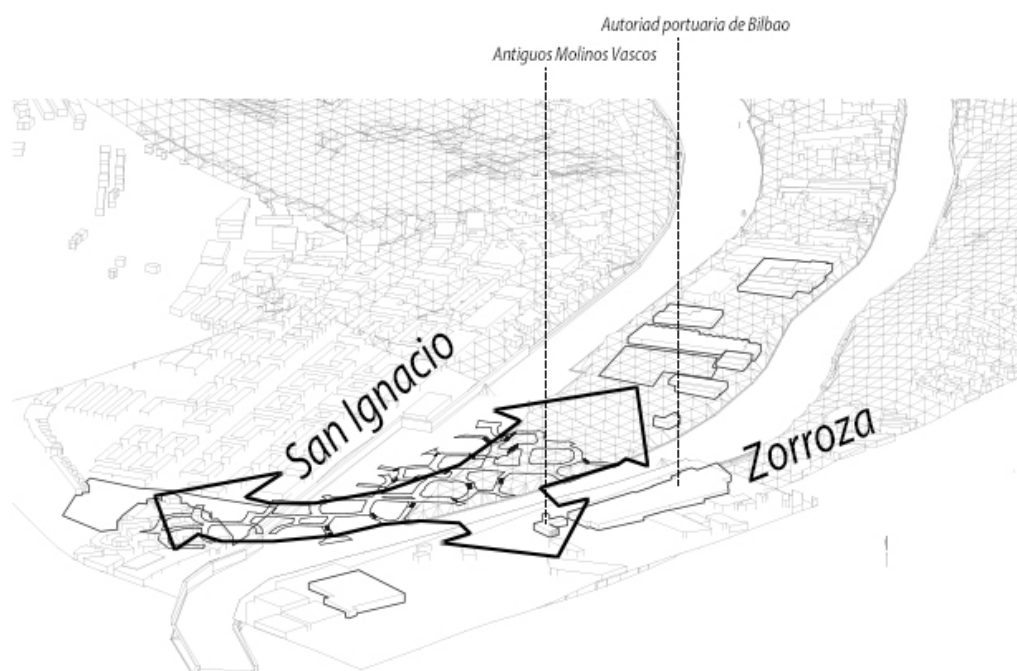 Autoriad portuaria de Bilbao
Antiguos Molinos Vascos
San Ignacio
Zorroza